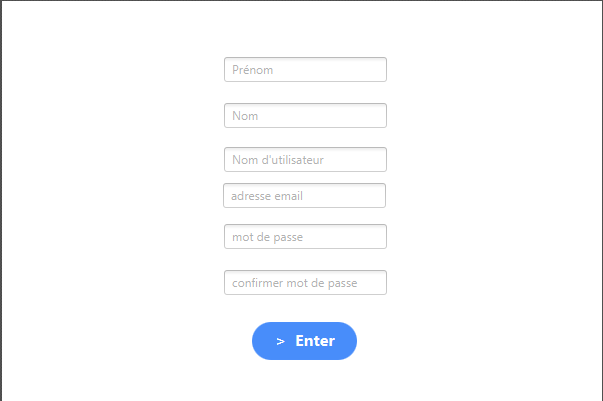 Prénom
Nom
Nom d'utilisateur
adresse email
mot de passe
confirmer mot de passe
> Enter